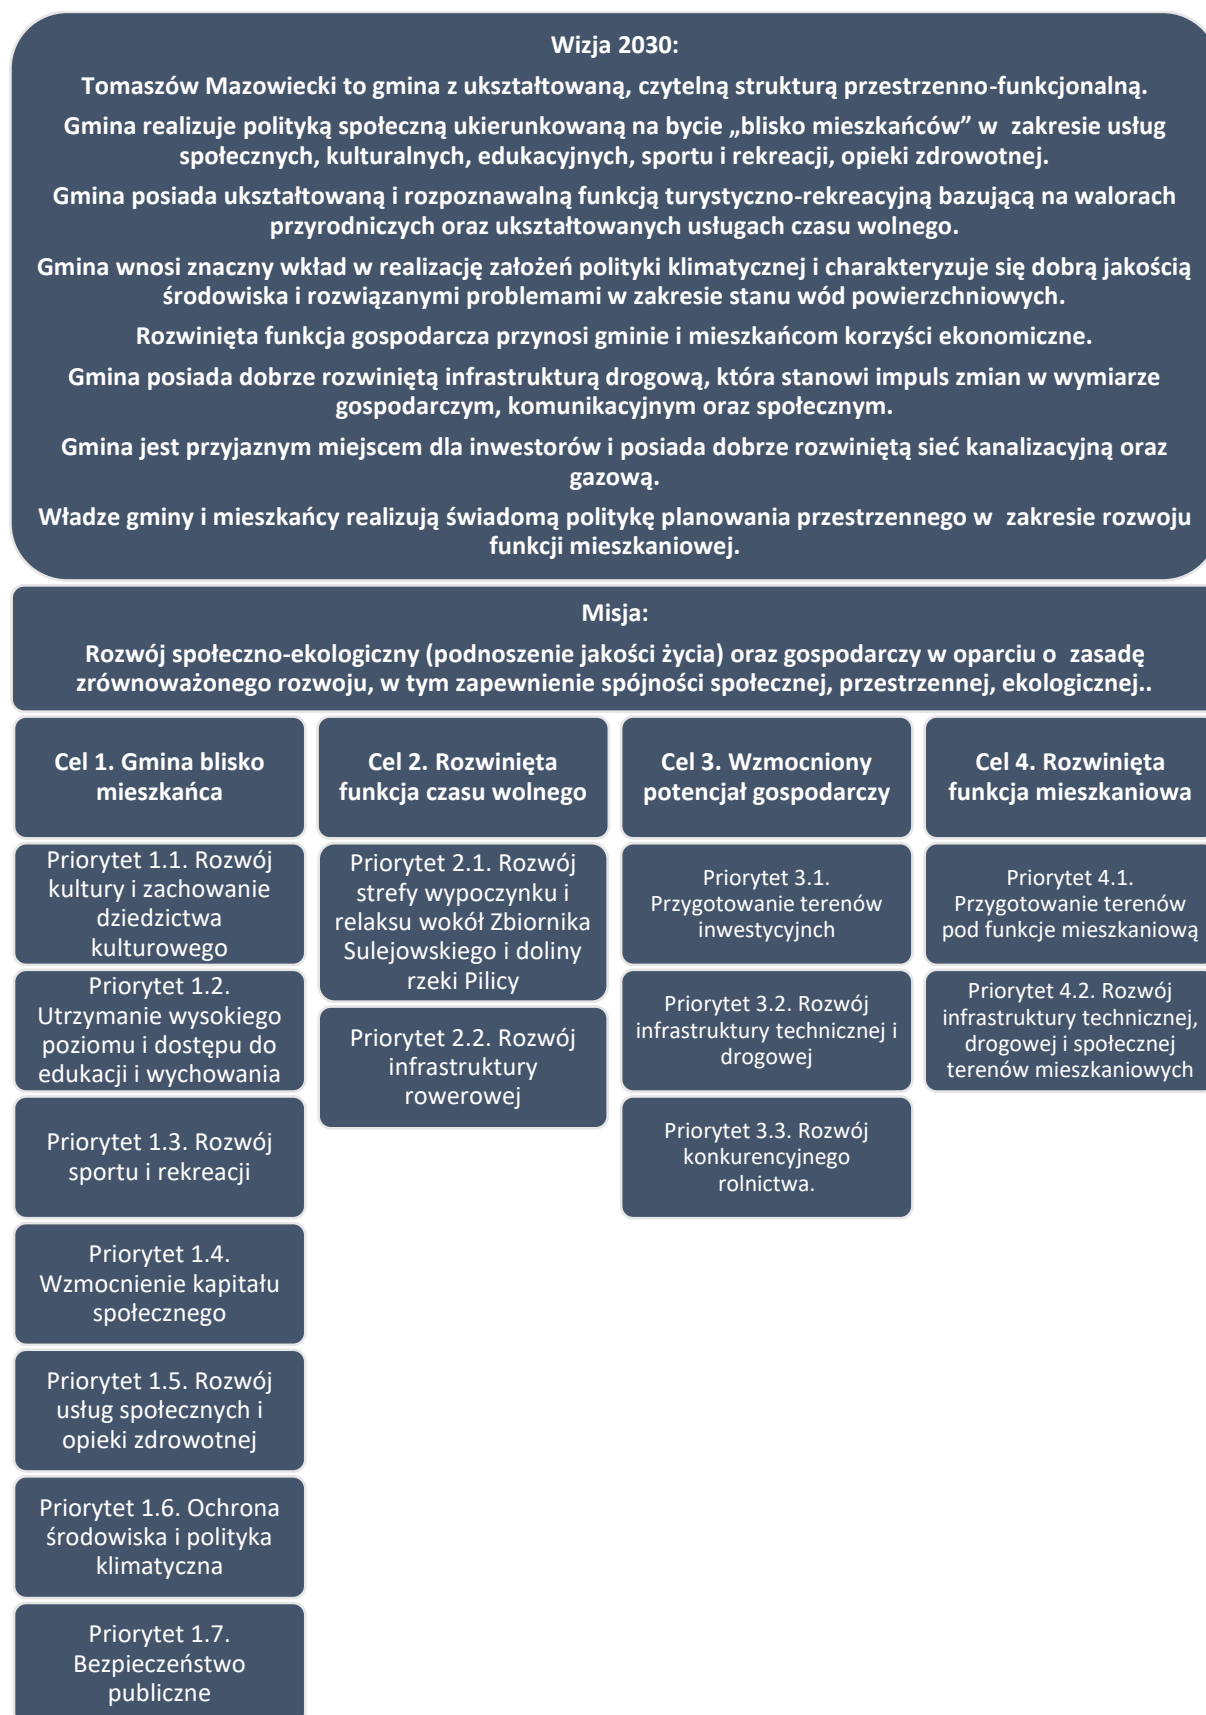 Wizja 2030:
Tomaszów Mazowiecki to gmina z ukształtowaną, czytelną strukturą przestrzenno-funkcjonalną.
Gmina realizuje polityką społeczną ukierunkowaną na bycie „blisko mieszkańców” w zakresie usług
społecznych, kulturalnych, edukacyjnych, sportu i rekreacji, opieki zdrowotnej.
Gmina posiada ukształtowaną i rozpoznawalną funkcją turystyczno-rekreacyjną bazującą na walorach
przyrodniczych oraz ukształtowanych usługach czasu wolnego.
Gmina wnosi znaczny wkład w realizację założeń polityki klimatycznej i charakteryzuje się dobrą jakością
środowiska i rozwiązanymi problemami w zakresie stanu wód powierzchniowych.
Rozwinięta funkcja gospodarcza przynosi gminie i mieszkańcom korzyści ekonomiczne.
Gmina posiada dobrze rozwiniętą infrastrukturą drogową, która stanowi impuls zmian w wymiarze
gospodarczym, komunikacyjnym oraz społecznym.
Gmina jest przyjaznym miejscem dla inwestorów i posiada dobrze rozwiniętą sieć kanalizacyjną oraz
gazową.
Władze gminy i mieszkańcy realizują świadomą politykę planowania przestrzennego w zakresie rozwoju
funkcji mieszkaniowej.
Misja:
Rozwój społeczno-ekologiczny (podnoszenie jakości życia) oraz gospodarczy w oparciu o zasadę
zrównoważonego rozwoju, w tym zapewnienie spójności społecznej, przestrzennej, ekologicznej..
Cel 1. Gmina blisko
mieszkańca
Priorytet 1.1. Rozwój
kultury i zachowanie
dziedzictwa
kulturowego
Priorytet 1.2.
Utrzymanie wysokiego
poziomu i dostępu do
edukacji i wychowania
Priorytet 1.3. Rozwój
sportu i rekreacji
Priorytet 1.4.
Wzmocnienie kapitału
społecznego
Priorytet 1.5. Rozwój
usług społecznych i
opieki zdrowotnej
Priorytet 1.6. Ochrona
środowiska i polityka
klimatyczna
Priorytet 1.7.
Bezpieczeństwo
publiczne
Cel 2. Rozwinięta
funkcja czasu wolnego
Priorytet 2.1. Rozwój
strefy wypoczynku i
relaksu wokół Zbiornika
Sulejowskiego i doliny
rzeki Pilicy
Priorytet 2.2. Rozwój
infrastruktury
rowerowej
Cel 3. Wzmocniony
potencjał gospodarczy
Priorytet 3.1.
Przygotowanie terenów
inwestycyjnch
Priorytet 3.2. Rozwój
infrastruktury technicznej i
drogowej
Priorytet 3.3. Rozwój
konkurencyjnego
rolnictwa.
Cel 4. Rozwinięta
funkcja mieszkaniowa
Priorytet 4.1.
Przygotowanie terenów
pod funkcje mieszkaniową
Priorytet 4.2. Rozwój
infrastruktury technicznej,
drogowej i społecznej
terenów mieszkaniowych